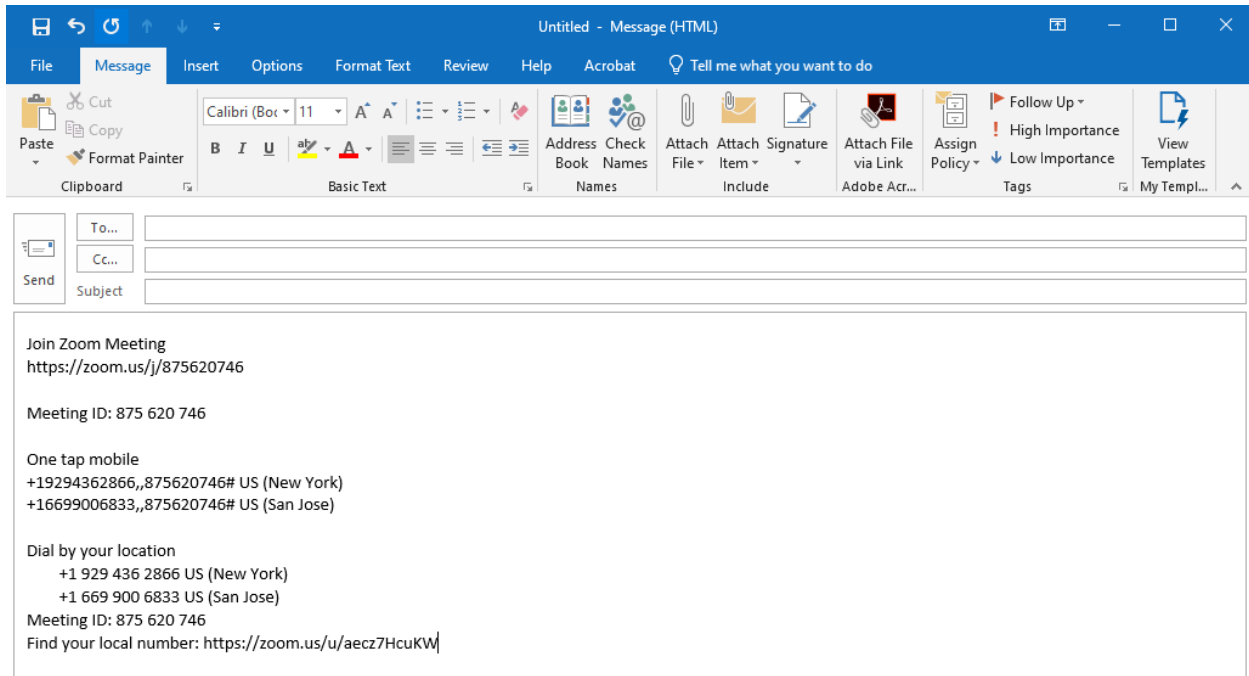 Untitled - Message (HTML)
File Message Insert Options Format Text Review Help Acrobat Tell me what you want to do
Paste
Cut
Copy
Format Painter
Clipboard
Calibri (Boc 11
B I U
Basic Text
Address Book
Check Names
Names
Attach File
Attach Item
Signature
Include
Attach File via Link
Adobe Acr...
Assign Policy
Follow Up
High Importance
Low Importance
Tags
View Templates
My Templ...
Send
To...
Cc...
Subject
Join Zoom Meeting
https://zoom.us/j/875620746
Meeting ID: 875 620 746
One tap mobile
+19294362866,,875620746# US (New York)
+16699006833,,875620746# US (San Jose)
Dial by your location
+1 929 436 2866 US (New York)
+1 669 900 6833 US (San Jose)
Meeting ID: 875 620 746
Find your local number: https://zoom.us/u/aecz7HcuKW